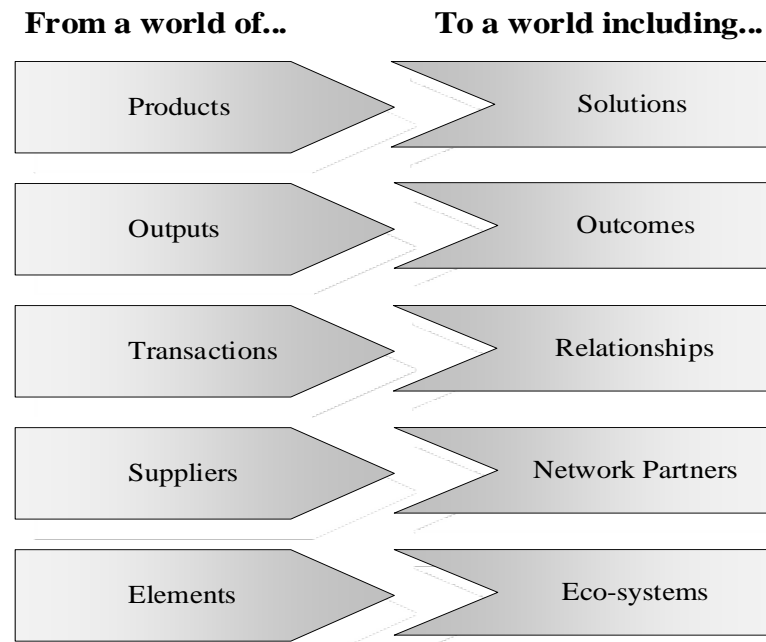 From a world of...
To a world including...
Products
Solutions
Outputs
Outcomes
Transactions
Relationships
Suppliers
Network Partners
Elements
Eco-systems